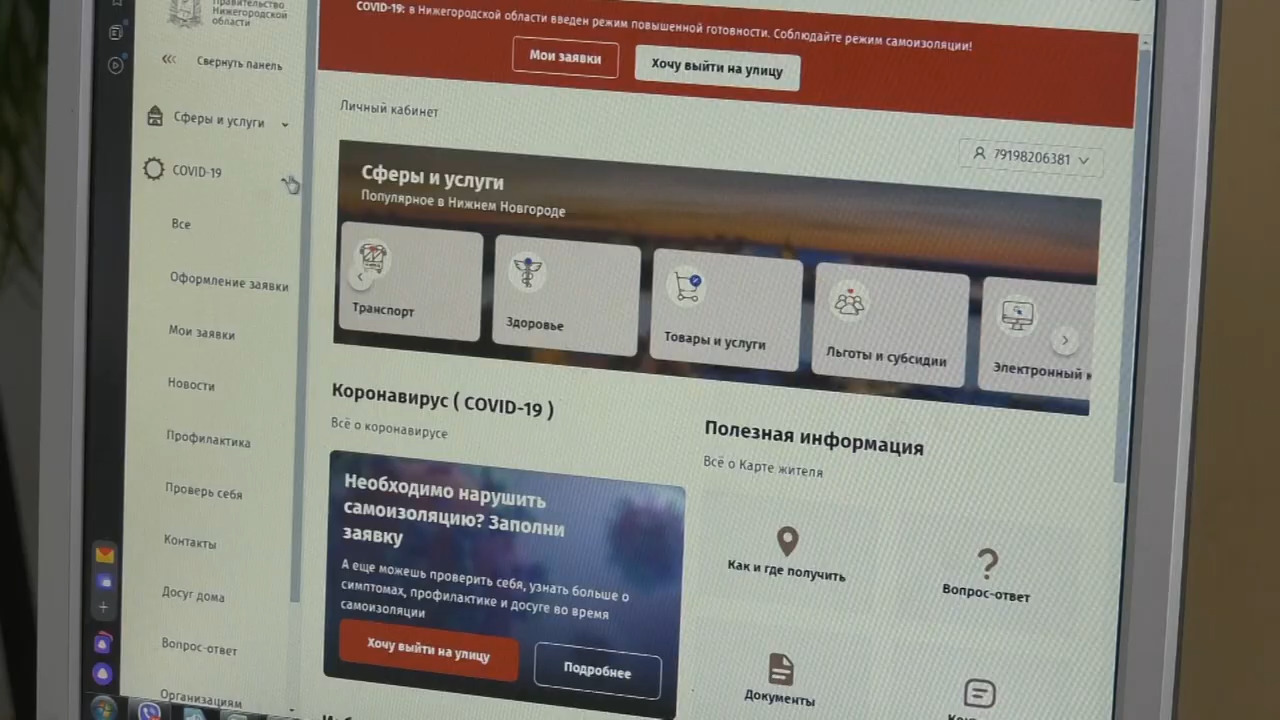 Правительство
Нижегородской
области
Свернуть панель
Сферы и услуги
COVID-19
Все
Оформление заявки
Мои заявки
Новости
Профилактика
Проверь себя
Контакты
Досуг дома
Вопрос-ответ
Организациям
COVID-19: в Нижегородской области введен режим повышенной готовности. Соблюдайте режим самоизоляции!
Мои заявки
Хочу выйти на улицу
Личный кабинет
79198206381
Сферы и услуги
Популярное в Нижнем Новгороде
Транспорт
Здоровье
Товары и услуги
Льготы и субсидии
Электронный
Коронавирус ( COVID-19 )
Всё о коронавирусе
Необходимо нарушить
самоизоляцию? Заполни
заявку
А еще можешь проверить себя, узнать больше о
симптомах, профилактике и досуге во время
самоизоляции
Хочу выйти на улицу
Подробнее
Полезная информация
Всё о Карте жителя
Как и где получить
Вопрос-ответ
Документы